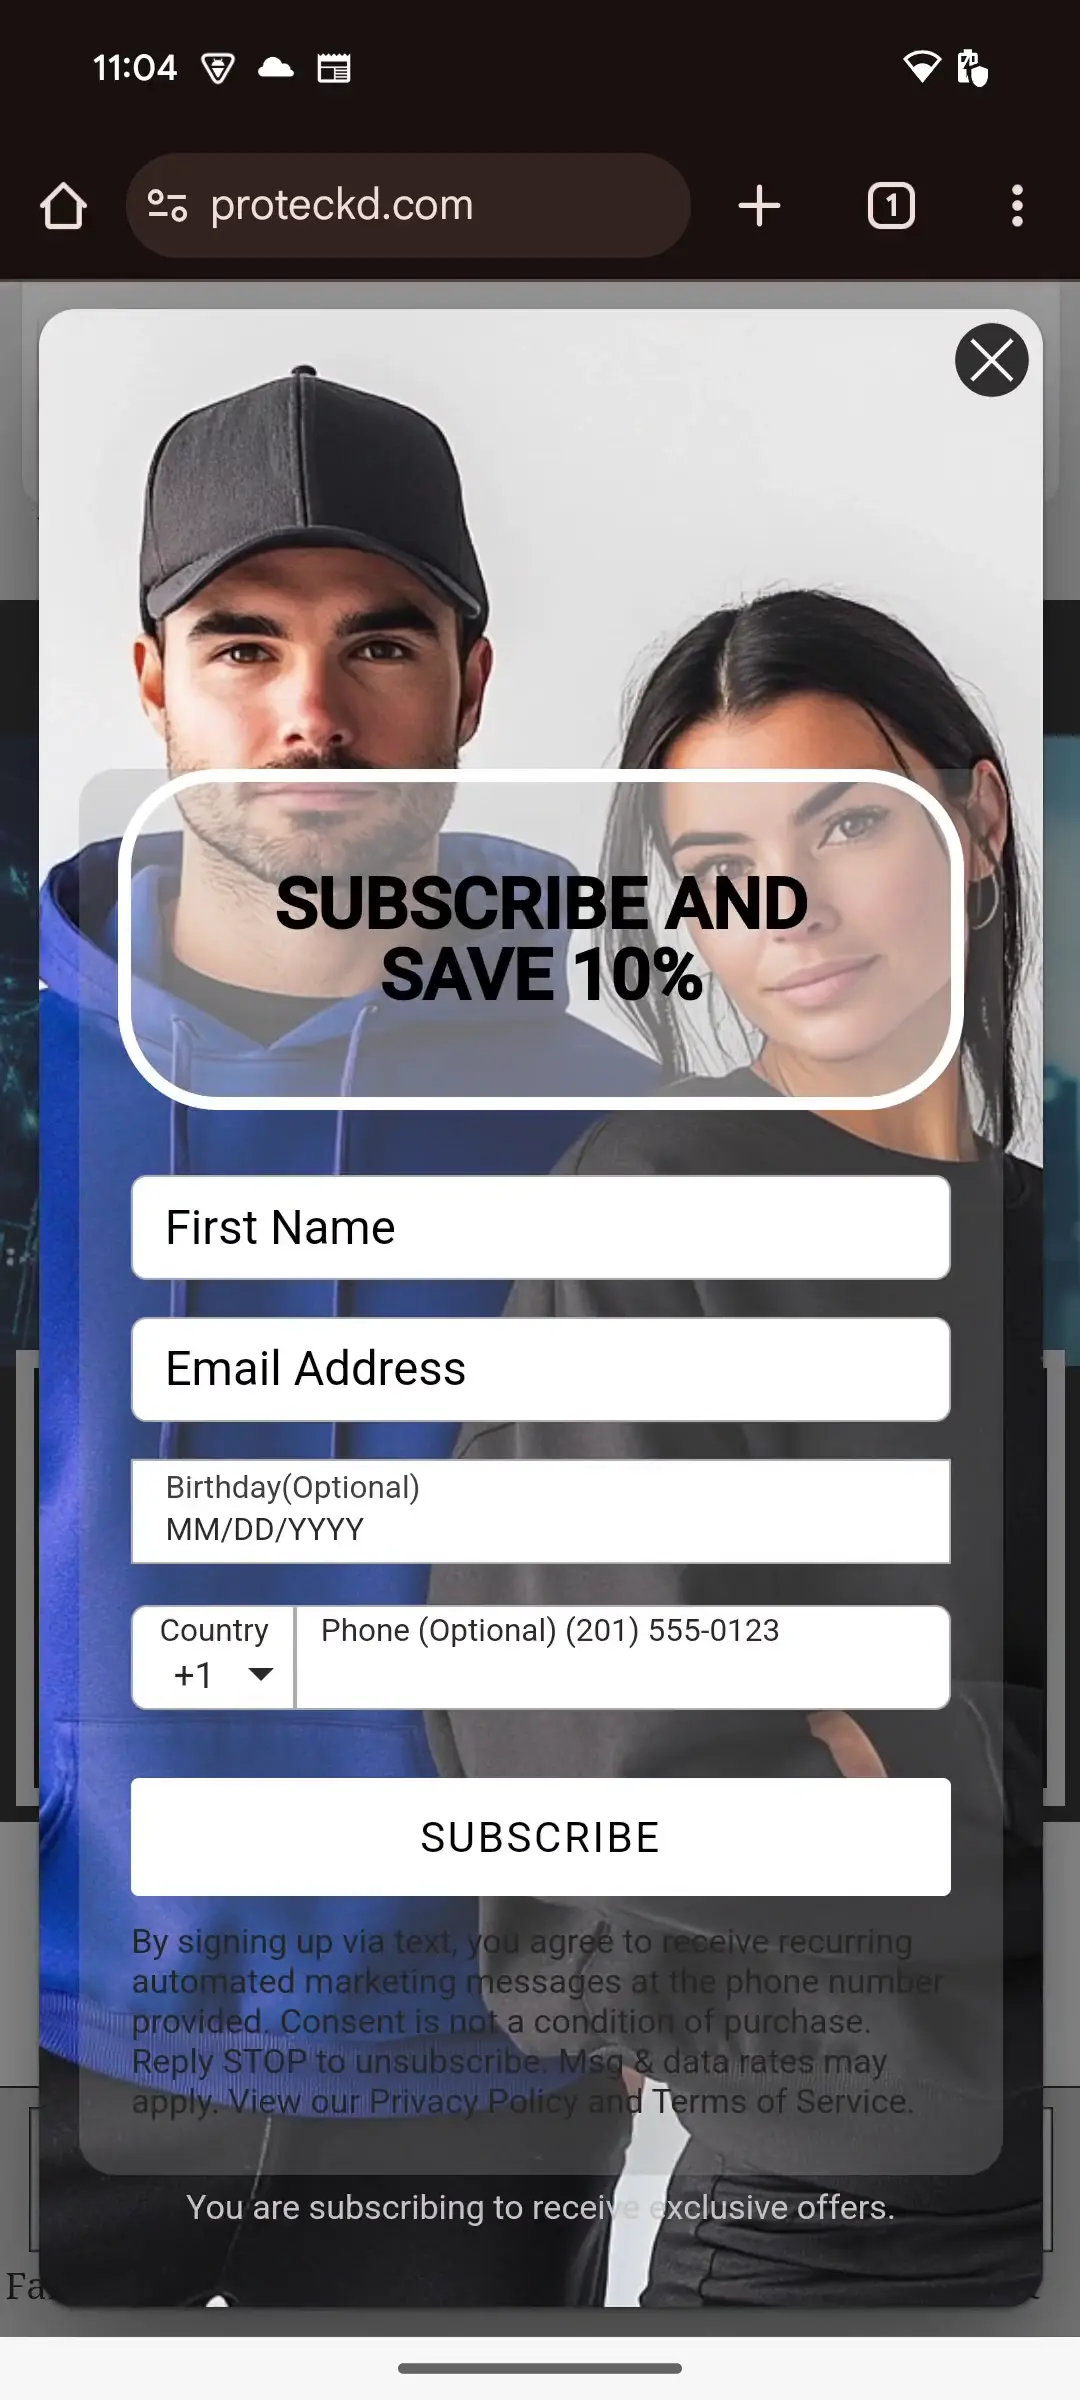 11:04
proteckd.com
1
SUBSCRIBE AND
SAVE 10%
First Name
Email Address
Birthday(Optional)
MM/DD/YYYY
Country
+1
Phone (Optional) (201) 555-0123
SUBSCRIBE
By signing up via text, you agree to receive recurring
automated marketing messages at the phone number
provided. Consent is not a condition of purchase.
Reply STOP to unsubscribe. Msg & data rates may
apply. View our Privacy Policy and Terms of Service.
You are subscribing to receive exclusive offers.